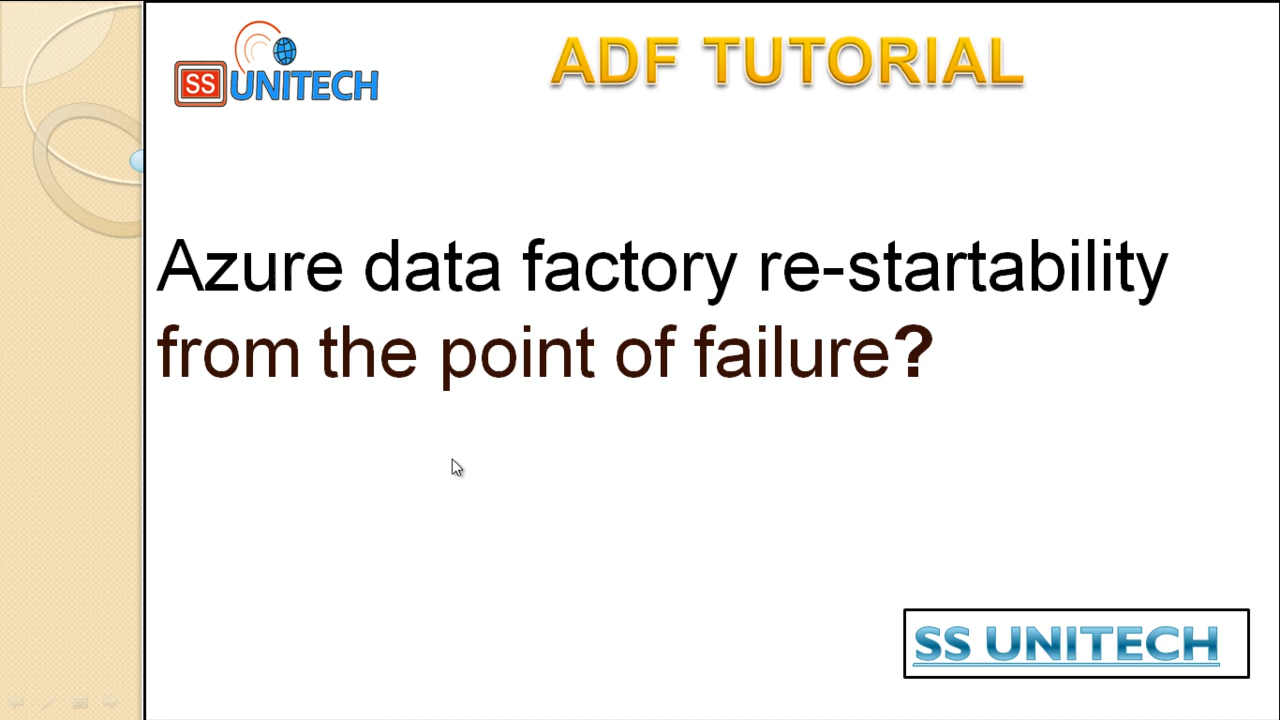 SS UNITECH
ADF TUTORIAL
Azure data factory re-startability
from the point of failure?
SS UNITECH